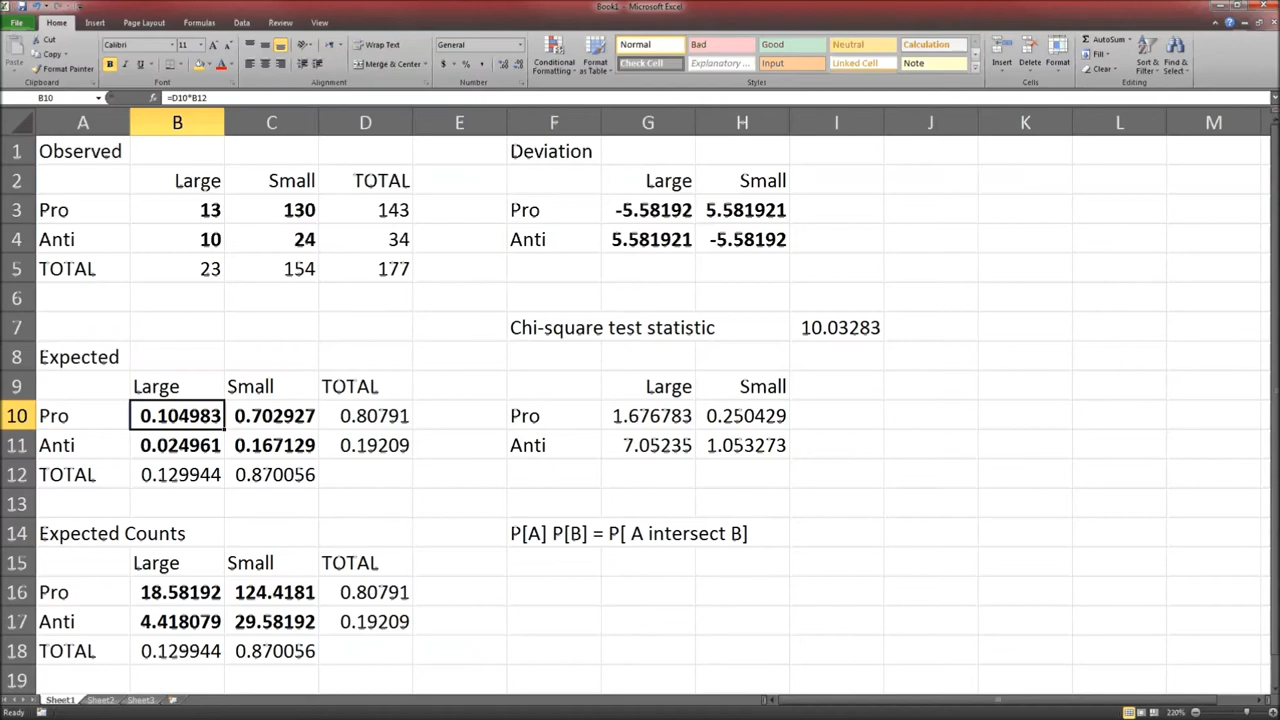 Book1 - Microsoft Excel
File Home Insert Page Layout Formulas Data Review View
Cut
Copy
Format Painter
Paste
Clipboard
Calibri 11
B I U
Font
Wrap Text
Merge & Center
Alignment
General
$ % ,
Number
Conditional Formatting
Format as Table
Normal Bad Good Neutral Calculation
Check Cell Explanatory ... Input Linked Cell Note
Styles
Insert Delete Format
Cells
AutoSum
Fill
Clear
Sort & Filter
Find & Select
Editing
B10 fx =D10*B12
A B C D E F G H I J K L M
1 Observed Deviation
2 Large Small TOTAL Large Small
3 Pro 13 130 143 Pro -5.58192 5.581921
4 Anti 10 24 34 Anti 5.581921 -5.58192
5 TOTAL 23 154 177
6
7 Chi-square test statistic 10.03283
8 Expected
9 Large Small TOTAL Large Small
10 Pro 0.104983 0.702927 0.80791 Pro 1.676783 0.250429
11 Anti 0.024961 0.167129 0.19209 Anti 7.05235 1.053273
12 TOTAL 0.129944 0.870056
13
14 Expected Counts P[A] P[B] = P[ A intersect B]
15 Large Small TOTAL
16 Pro 18.58192 124.4181 0.80791
17 Anti 4.418079 29.58192 0.19209
18 TOTAL 0.129944 0.870056
19
Sheet1 Sheet2 Sheet3
Ready 220%